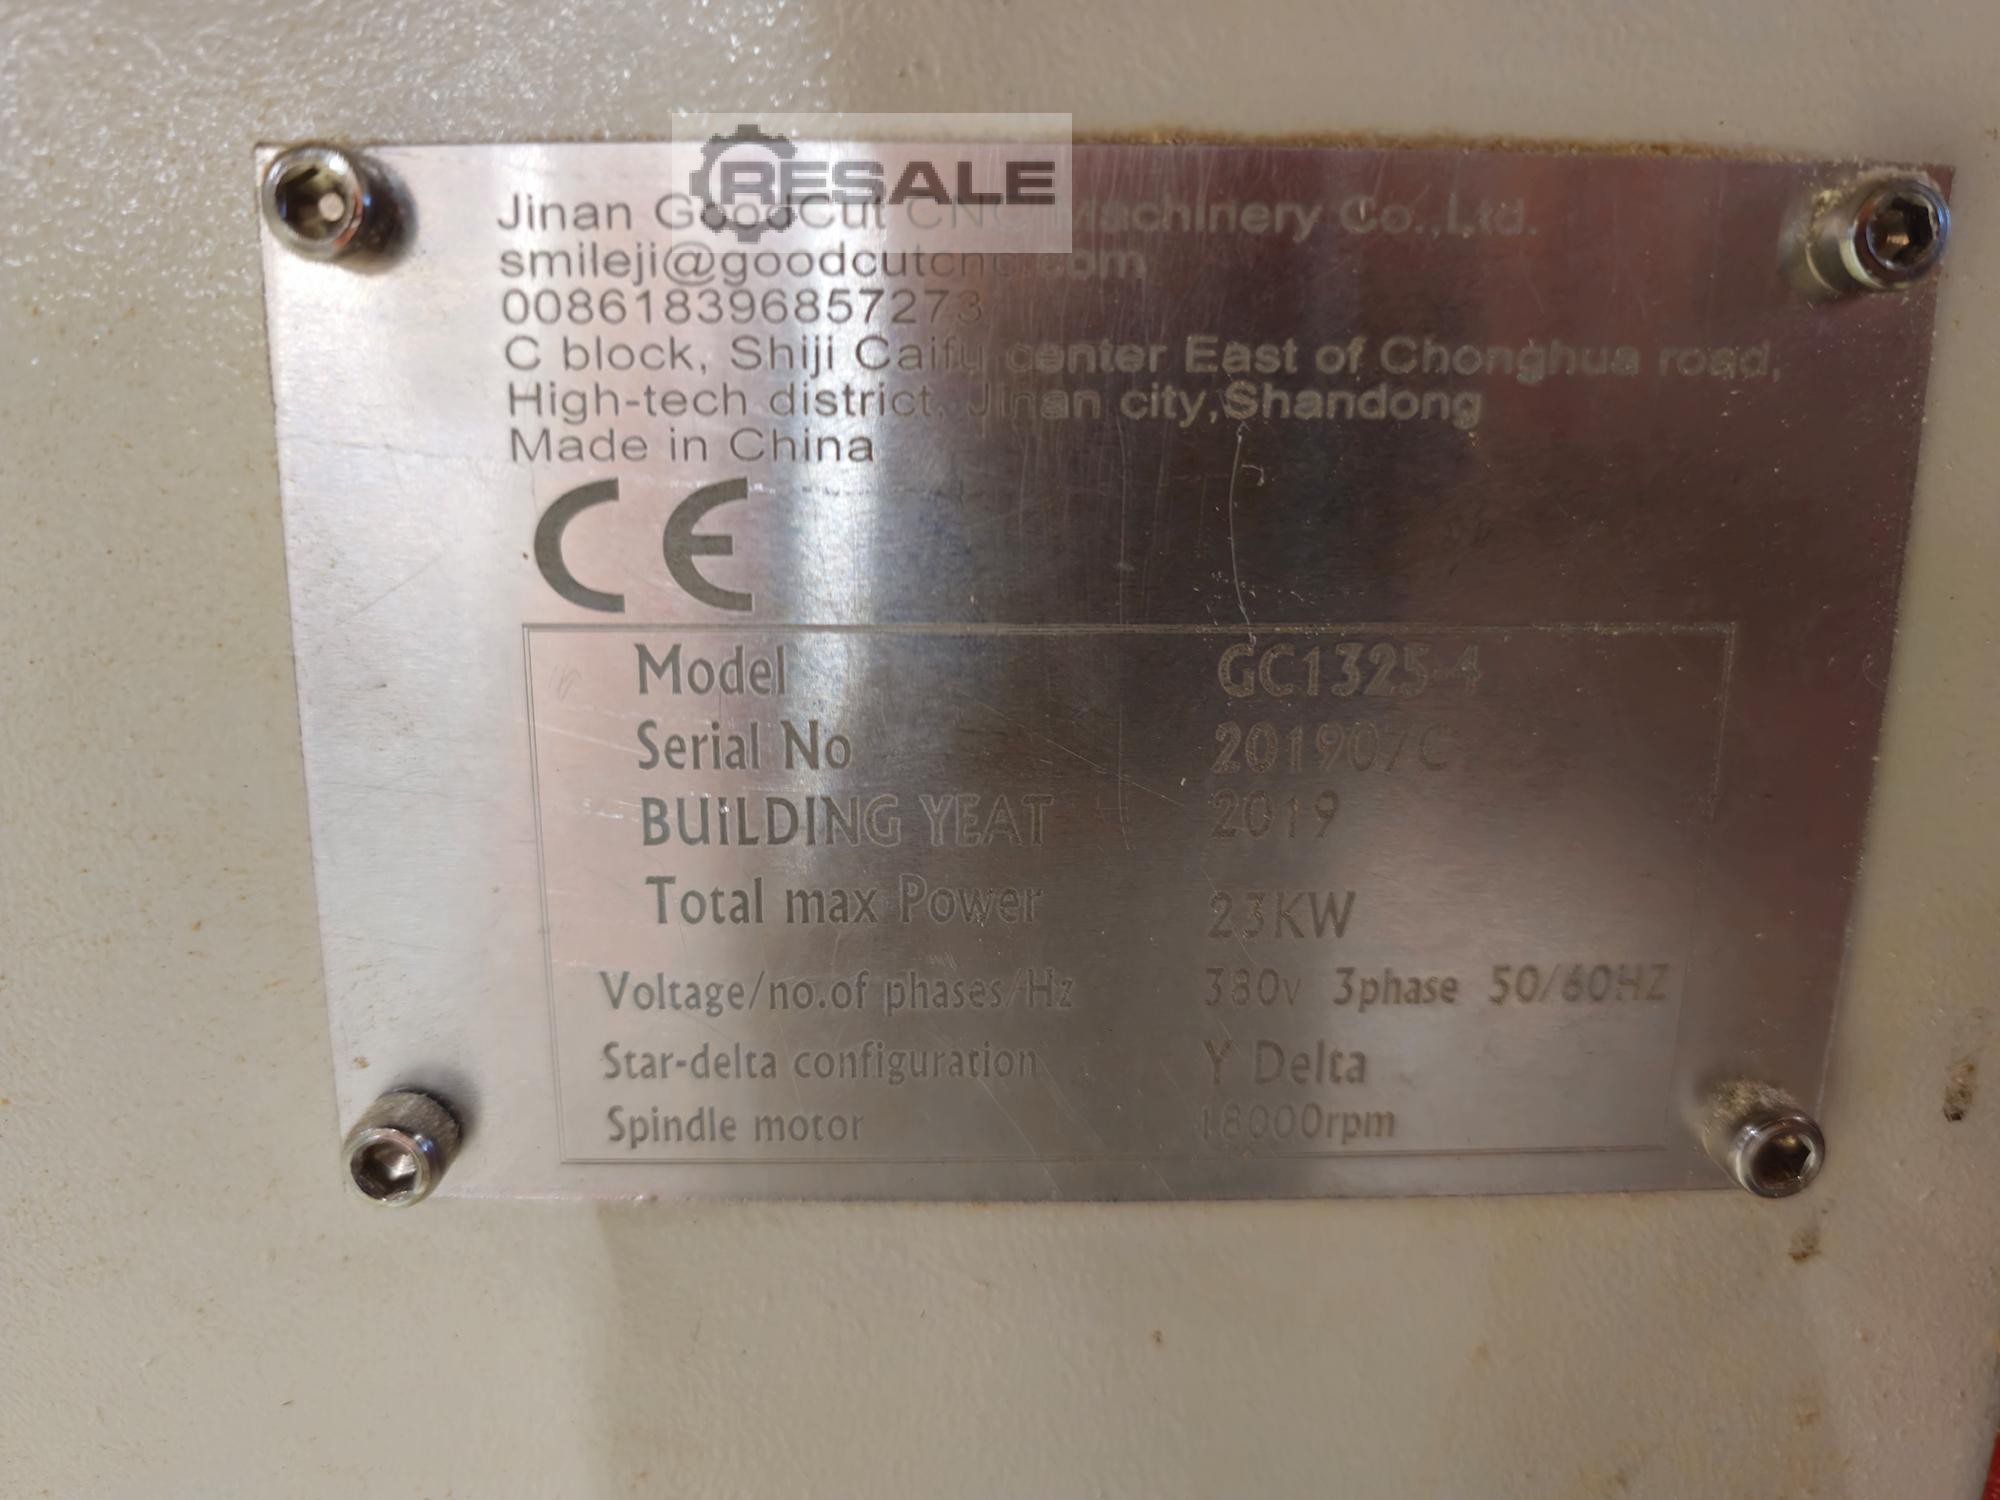 RESALE
Jinan GoodCut CNC Machinery Co.,Ltd.
smileji@goodcutcnc.com
008618396857273
C block, Shiji Caifu center East of Chonghua road,
High-tech district, Jinan city,Shandong
Made in China
CE
Model GC1325-4
Serial No 201907C
BUILDING YEAT 2019
Total max Power 23KW
Voltage/no.of phases/Hz 380v 3phase 50/60HZ
Star-delta configuration Y Delta
Spindle motor 18000rpm